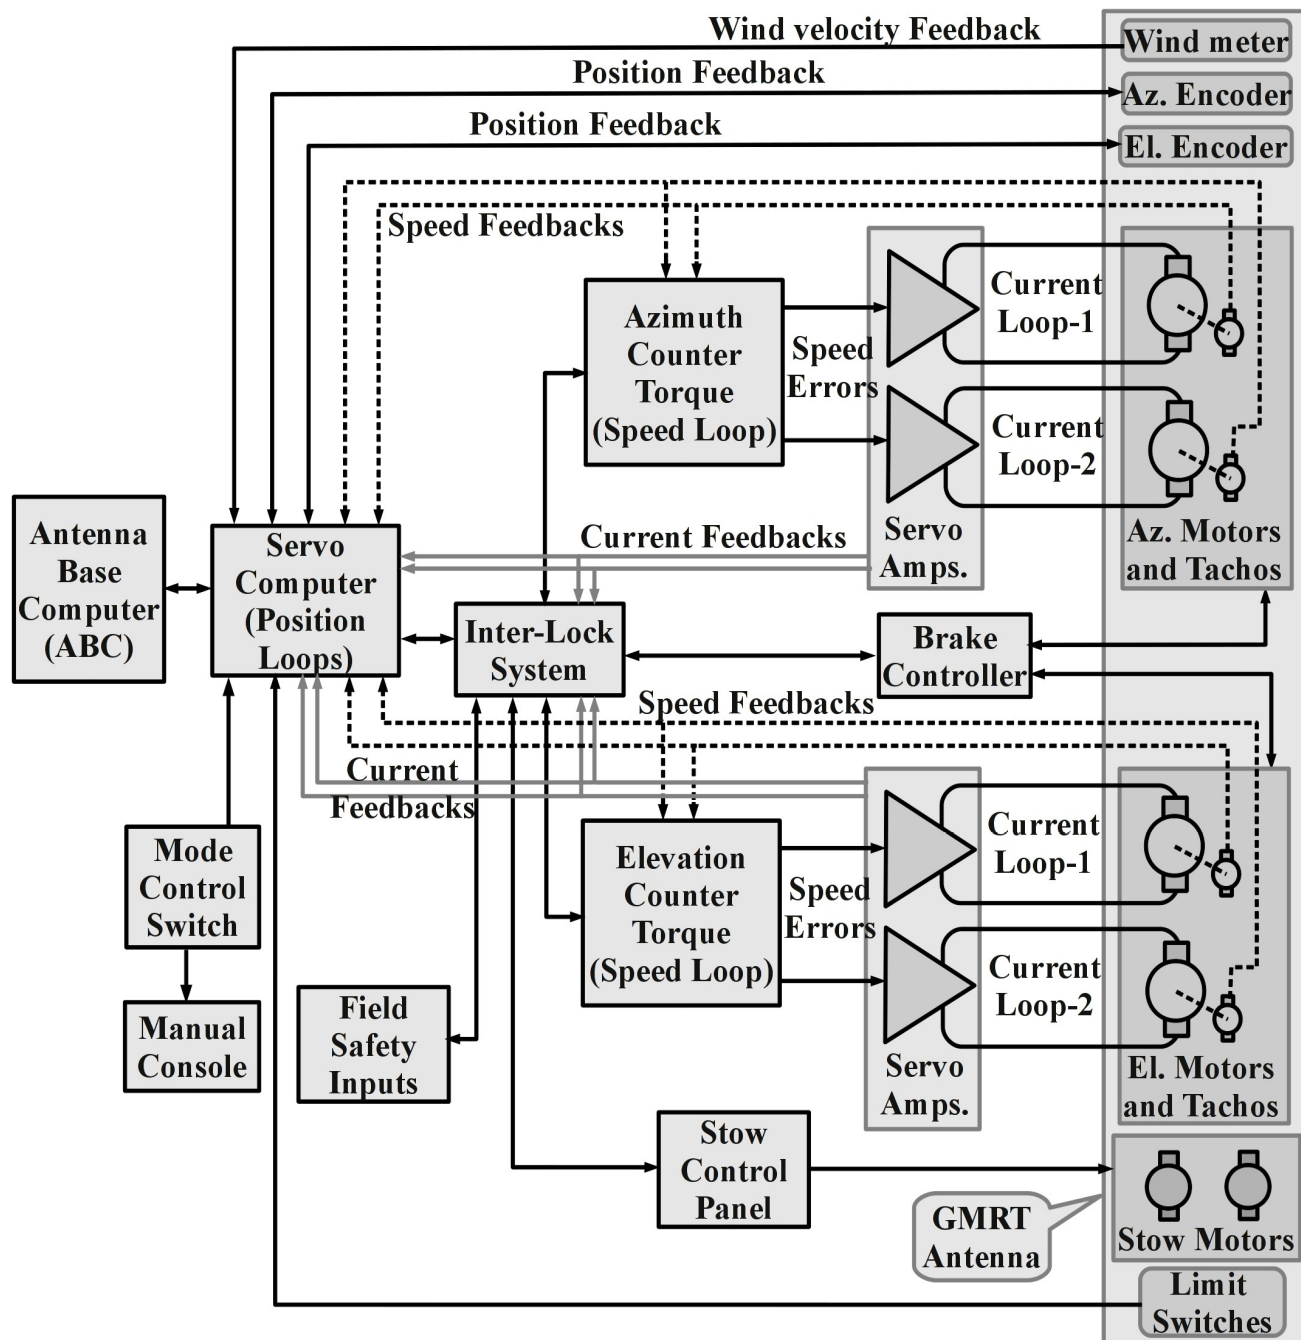 Wind velocity Feedback
Wind meter
Position Feedback
Az. Encoder
Position Feedback
El. Encoder
Speed Feedbacks
Azimuth
Counter
Torque
(Speed Loop)
Speed
Errors
Current
Loop-1
Current
Loop-2
Servo
Amps.
Az. Motors
and Tachos
Antenna
Base
Computer
(ABC)
Servo
Computer
(Position
Loops)
Current Feedbacks
Inter-Lock
System
Brake
Controller
Speed Feedbacks
Current
Feedbacks
Mode
Control
Switch
Manual
Console
Field
Safety
Inputs
Elevation
Counter
Torque
(Speed Loop)
Speed
Errors
Current
Loop-1
Current
Loop-2
Servo
Amps.
El. Motors
and Tachos
Stow
Control
Panel
GMRT
Antenna
Stow Motors
Limit
Switches